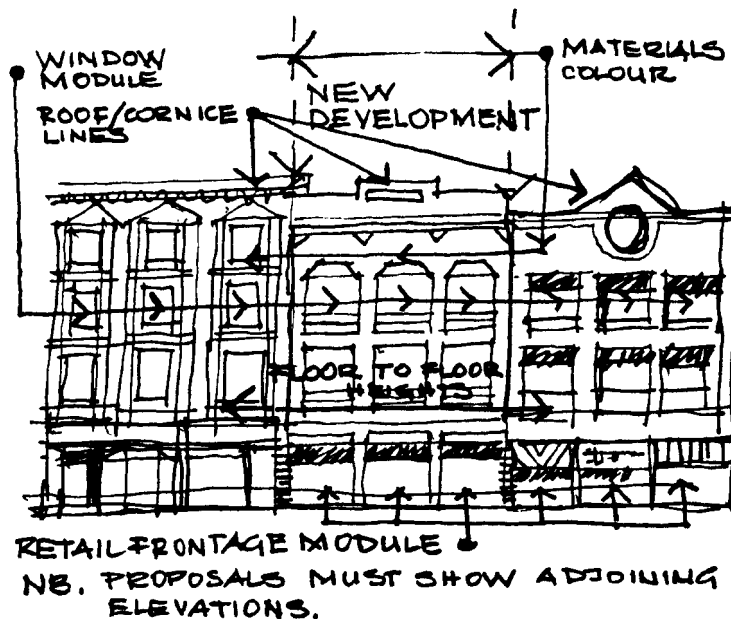 WINDOW
MODULE
MATERIALS
COLOUR
ROOF/CORNICE
LINES
NEW
DEVELOPMENT
FLOOR TO FLOOR
HEIGHTS
RETAIL FRONTAGE MODULE
NB. PROPOSALS MUST SHOW ADJOINING
ELEVATIONS.